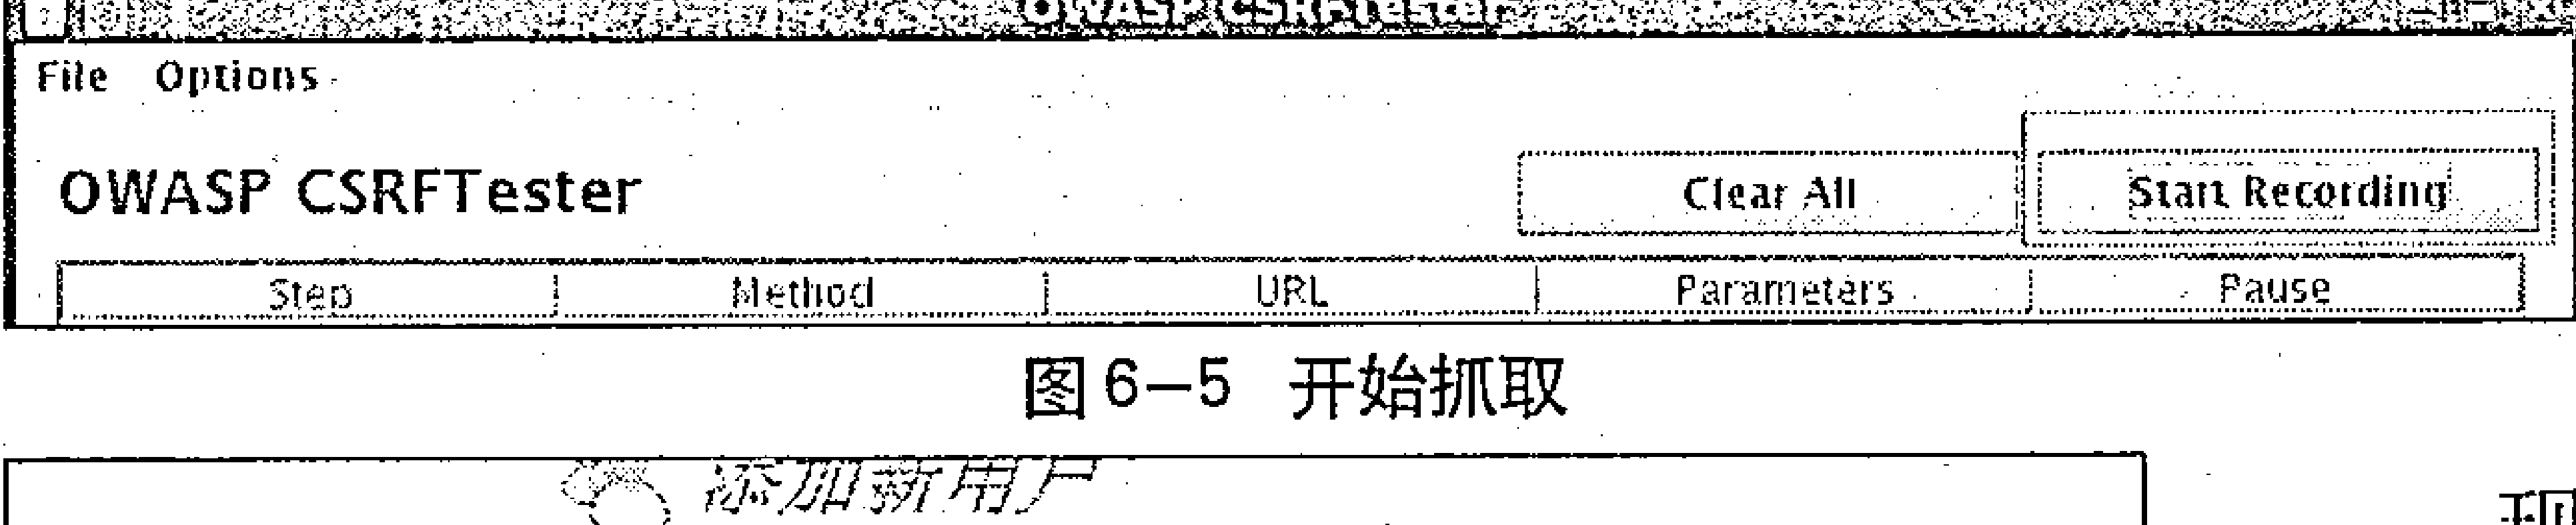 OWASP CSRFTester
File Options
OWASP CSRFTester Clear All Start Recording
Step Method URL Parameters Pause
图 6-5 开始抓取
添加新用户